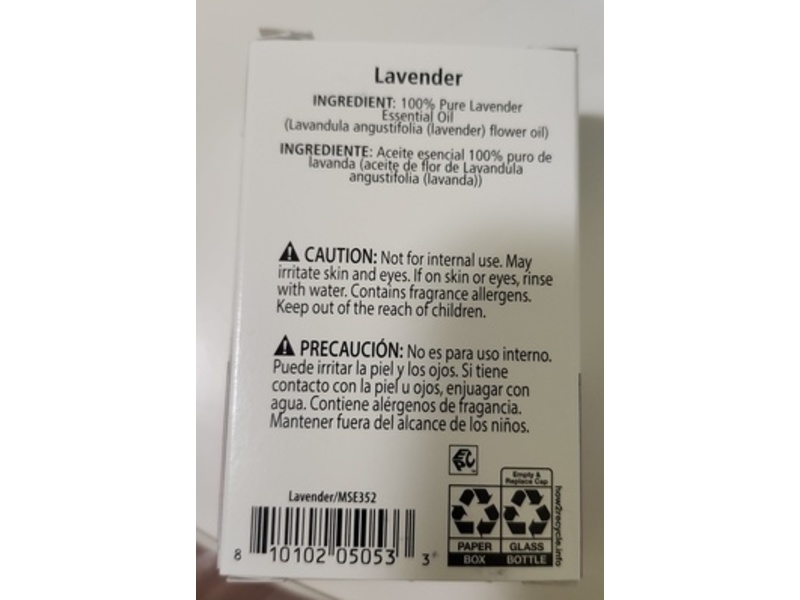 Lavender
INGREDIENT: 100% Pure Lavender
Essential Oil
(Lavandula angustifolia (lavender) flower oil)
INGREDIENTE: Aceite esencial 100% puro de
lavanda (aceite de flor de Lavandula
angustifolia (lavanda))
CAUTION: Not for internal use. May
irritate skin and eyes. If on skin or eyes, rinse
with water. Contains fragrance allergens.
Keep out of the reach of children.
PRECAUCIÓN: No es para uso interno.
Puede irritar la piel y los ojos. Si tiene
contacto con la piel u ojos, enjuagar con
agua. Contiene alérgenos de fragancia.
Mantener fuera del alcance de los niños.
Lavender/MSE352
8 10102 05053 3
Empty &
Replace Cap
PAPER
BOX
GLASS
BOTTLE
how2recycle.info